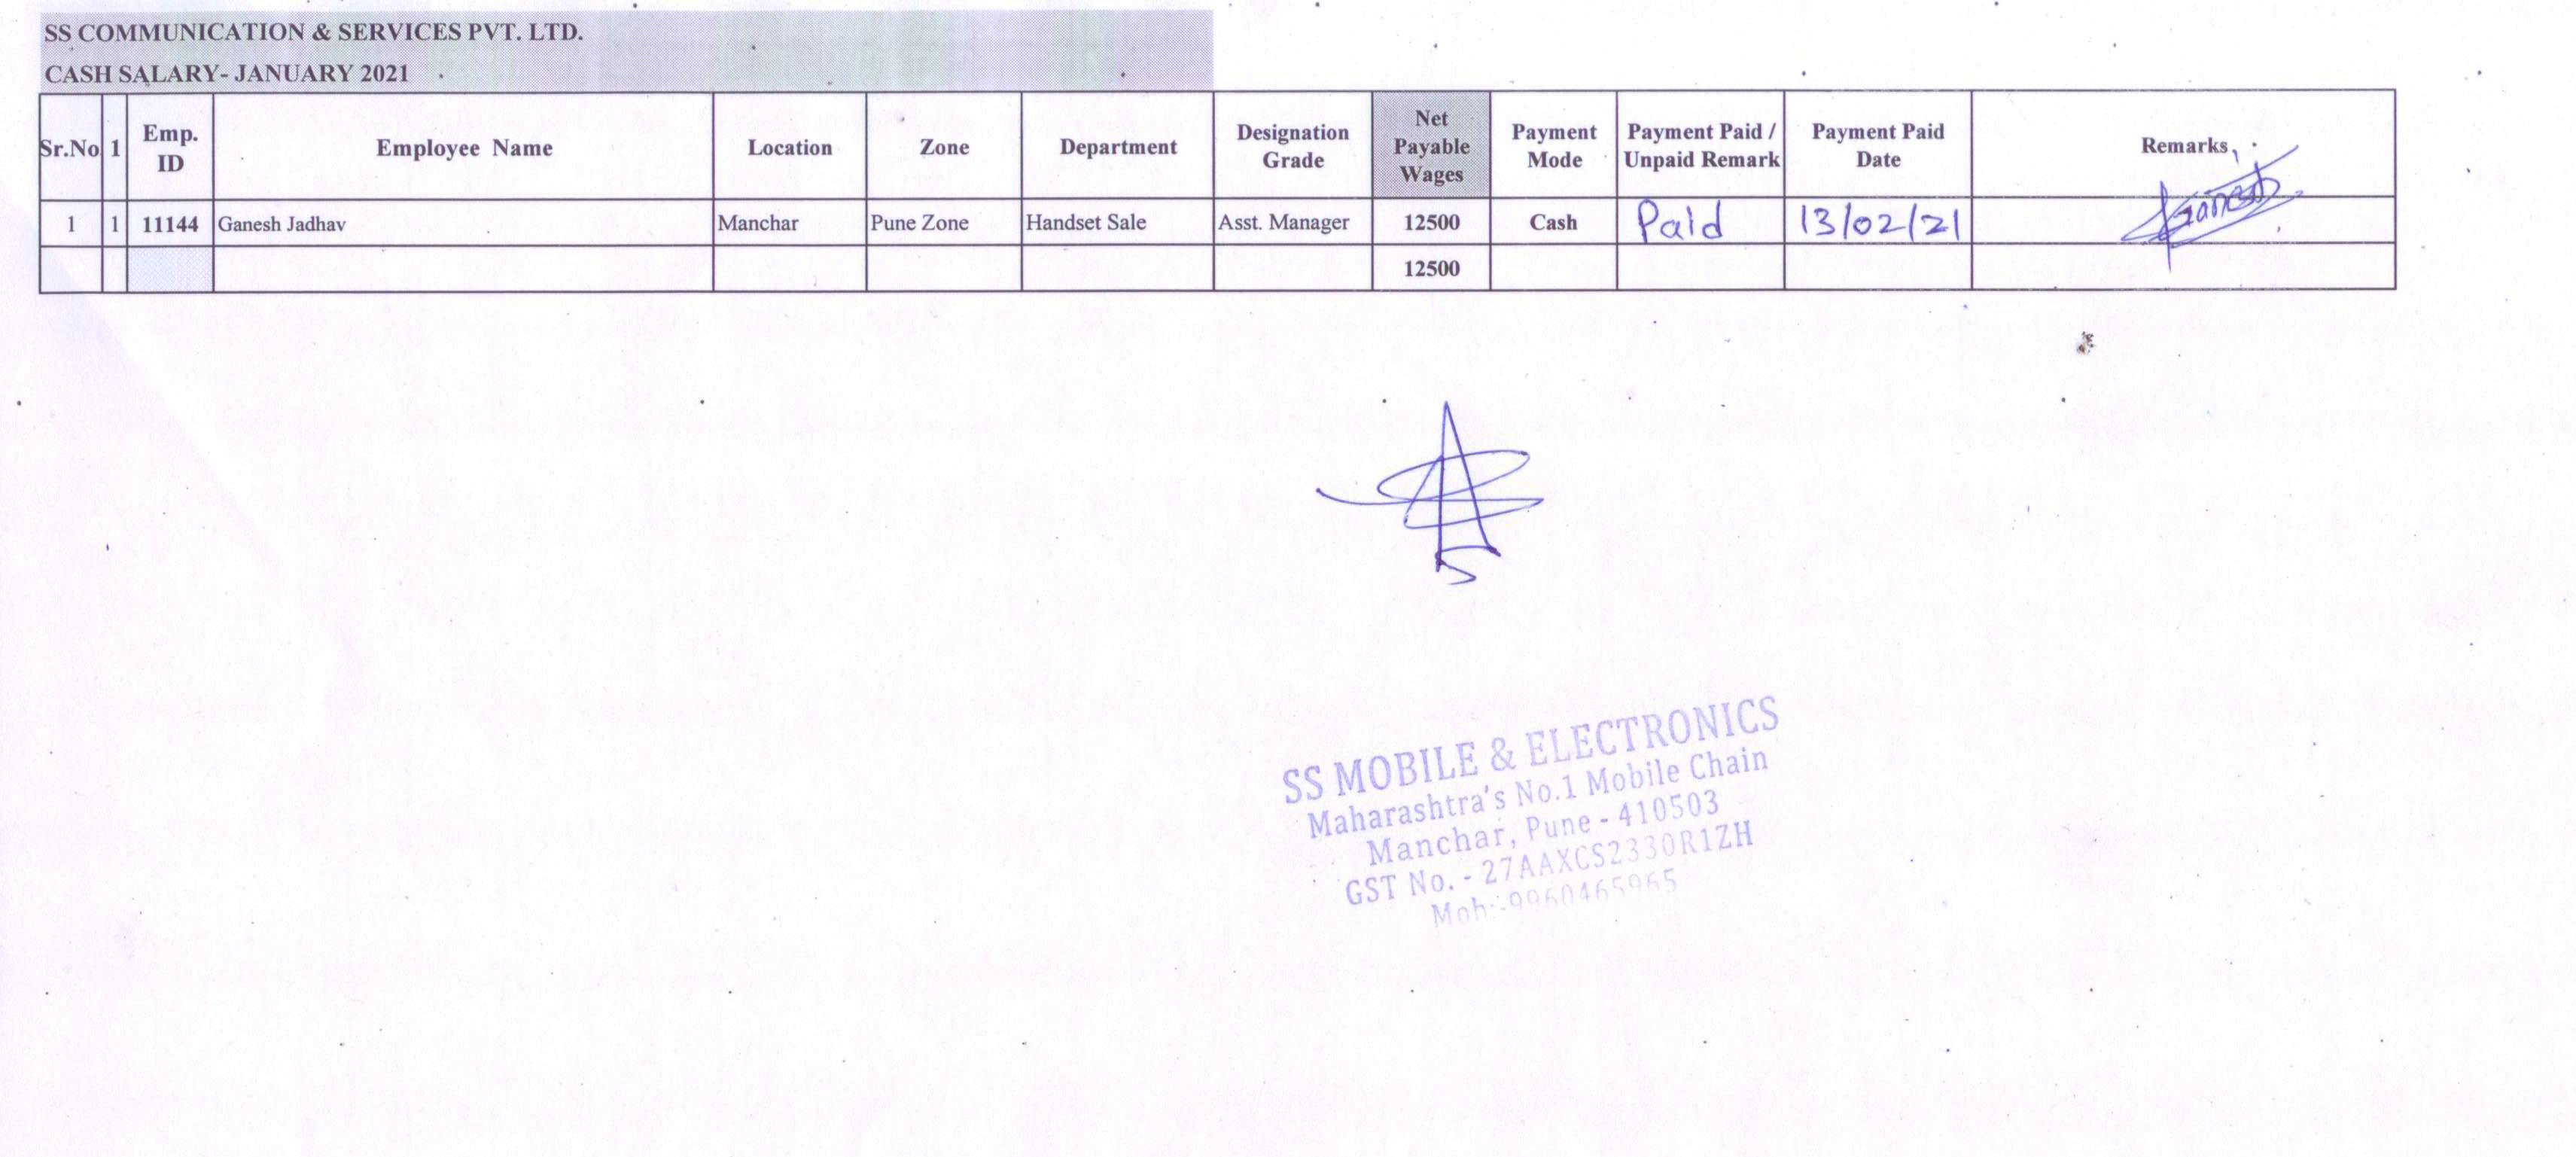 SS COMMUNICATION & SERVICES PVT. LTD.
CASH SALARY- JANUARY 2021
Sr.No 1 Emp. ID Employee Name Location Zone Department Designation Grade Net Payable Wages Payment Mode Payment Paid / Unpaid Remark Payment Paid Date Remarks
1 1 11144 Ganesh Jadhav Manchar Pune Zone Handset Sale Asst. Manager 12500 Cash Paid 13/02/21
12500
SS MOBILE & ELECTRONICS
Maharashtra's No.1 Mobile Chain
Manchar, Pune - 410503
GST No. - 27AAXCS2330R1ZH
Mob:-9960465965